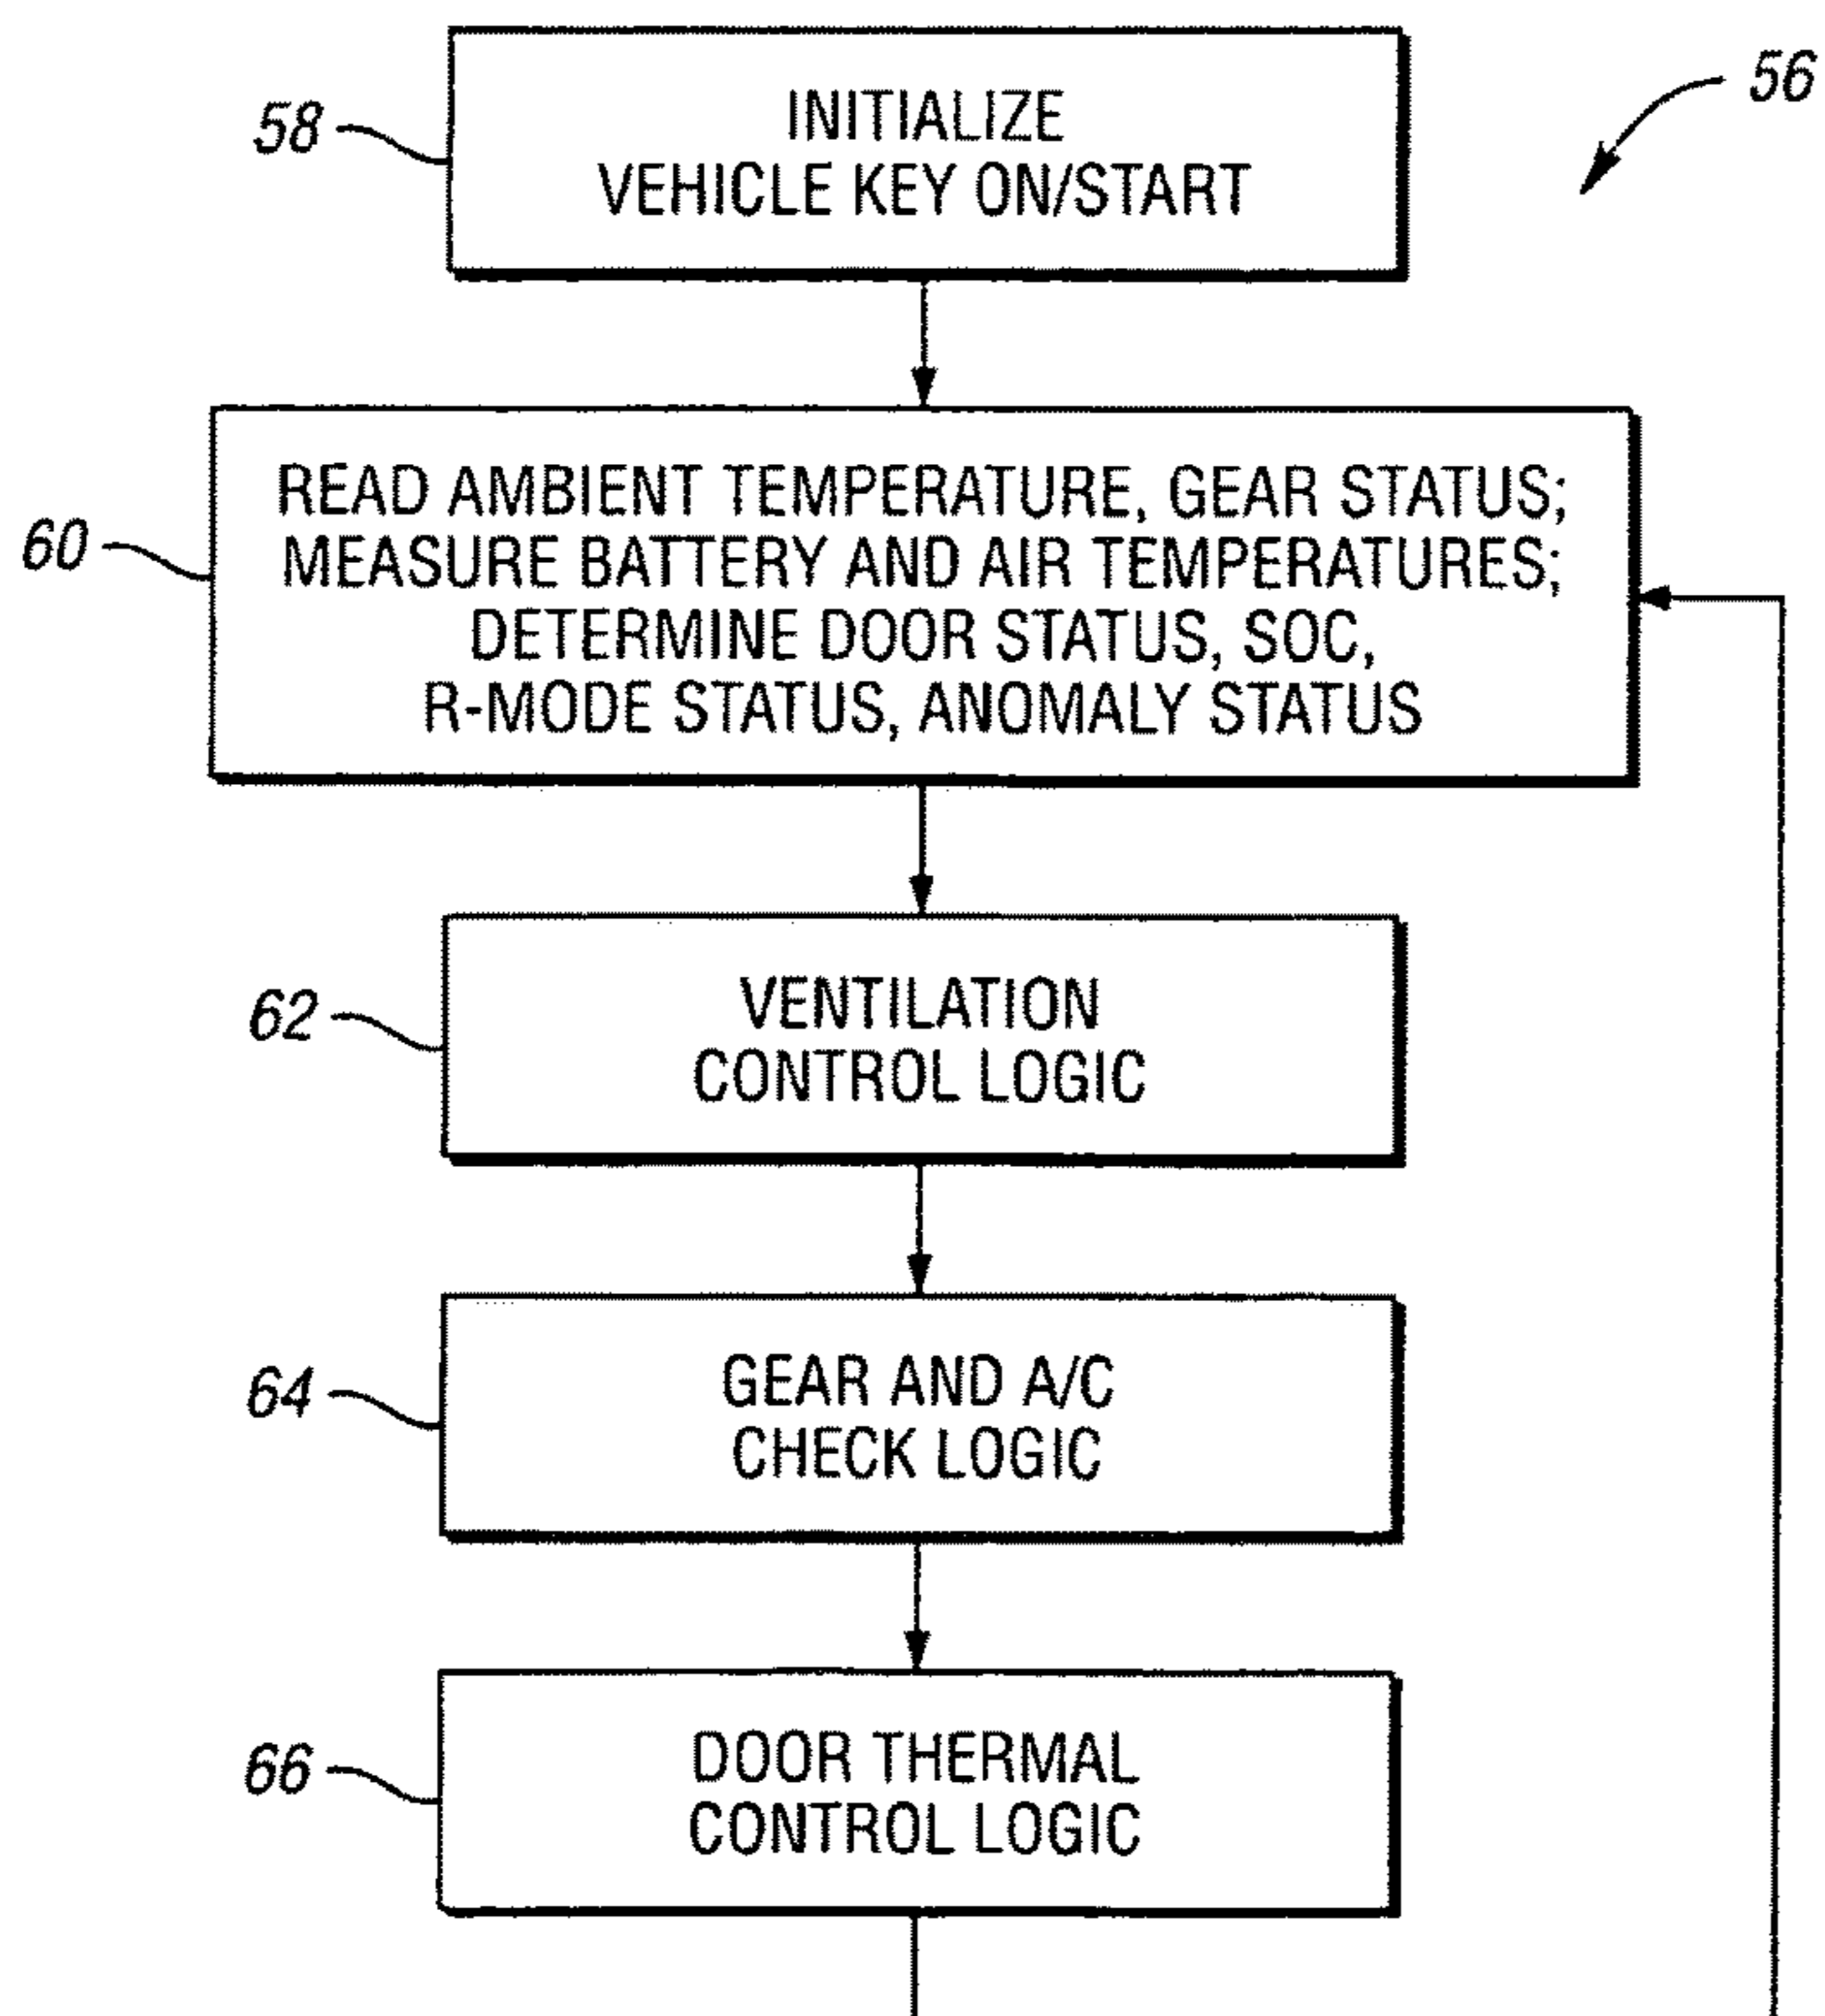 56
58
INITIALIZE
VEHICLE KEY ON/START
60
READ AMBIENT TEMPERATURE, GEAR STATUS;
MEASURE BATTERY AND AIR TEMPERATURES;
DETERMINE DOOR STATUS, SOC,
R-MODE STATUS, ANOMALY STATUS
62
VENTILATION
CONTROL LOGIC
64
GEAR AND A/C
CHECK LOGIC
66
DOOR THERMAL
CONTROL LOGIC